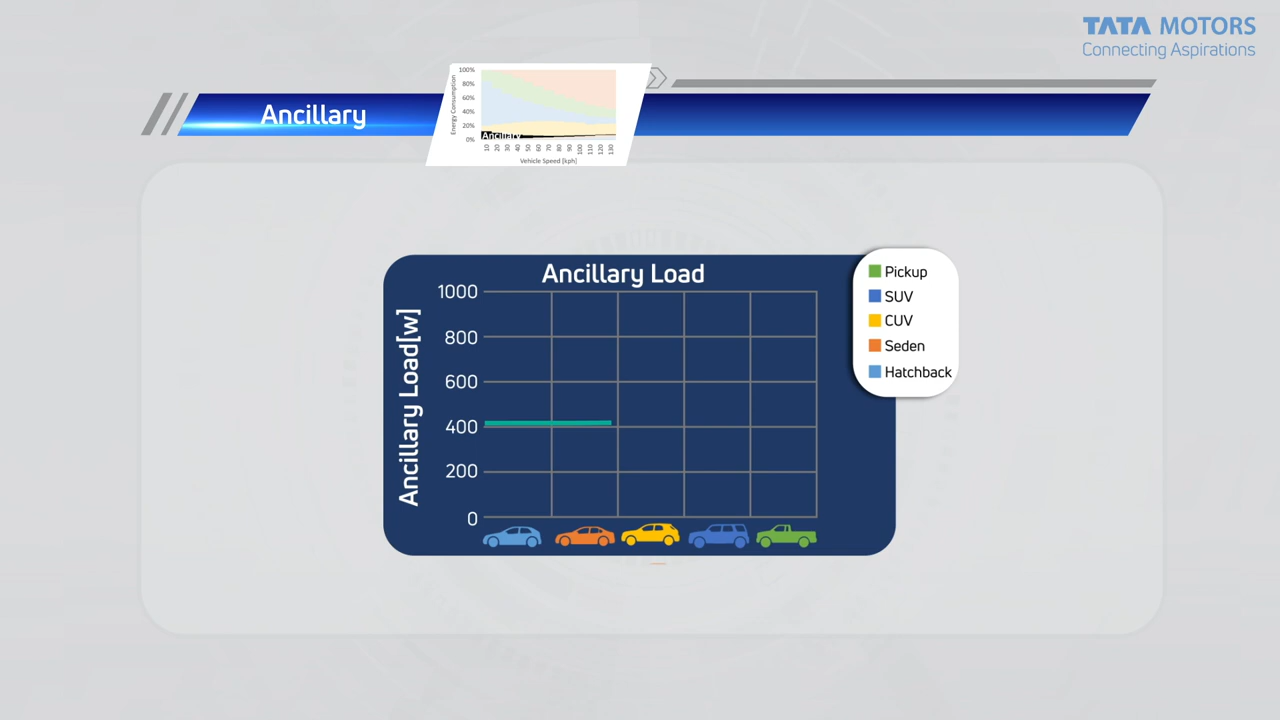 TATA MOTORS
Connecting Aspirations
Ancillary
Energy Consumption
100%
80%
60%
40%
20%
0%
Ancillary
10 20 30 40 50 60 70 80 90 100 110 120 130
Vehicle Speed [kph]
Ancillary Load
Ancillary Load[w]
1000
800
600
400
200
0
Pickup
SUV
CUV
Seden
Hatchback